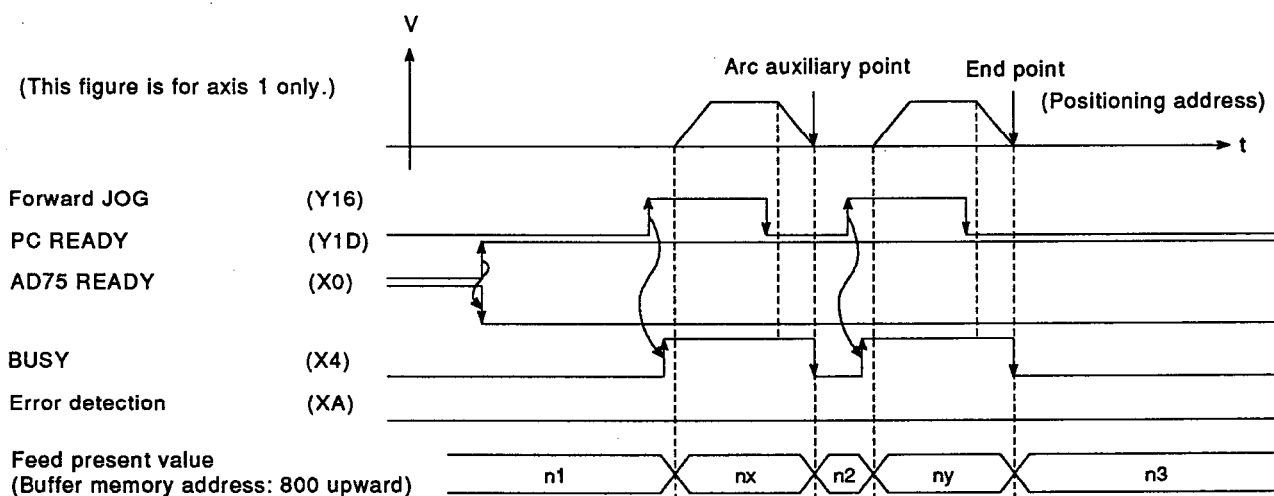 V
(This figure is for axis 1 only.)
Arc auxiliary point
End point
(Positioning address)
t
Forward JOG (Y16)
PC READY (Y1D)
AD75 READY (X0)
BUSY (X4)
Error detection (XA)
Feed present value
(Buffer memory address: 800 upward)
n1 nx n2 ny n3